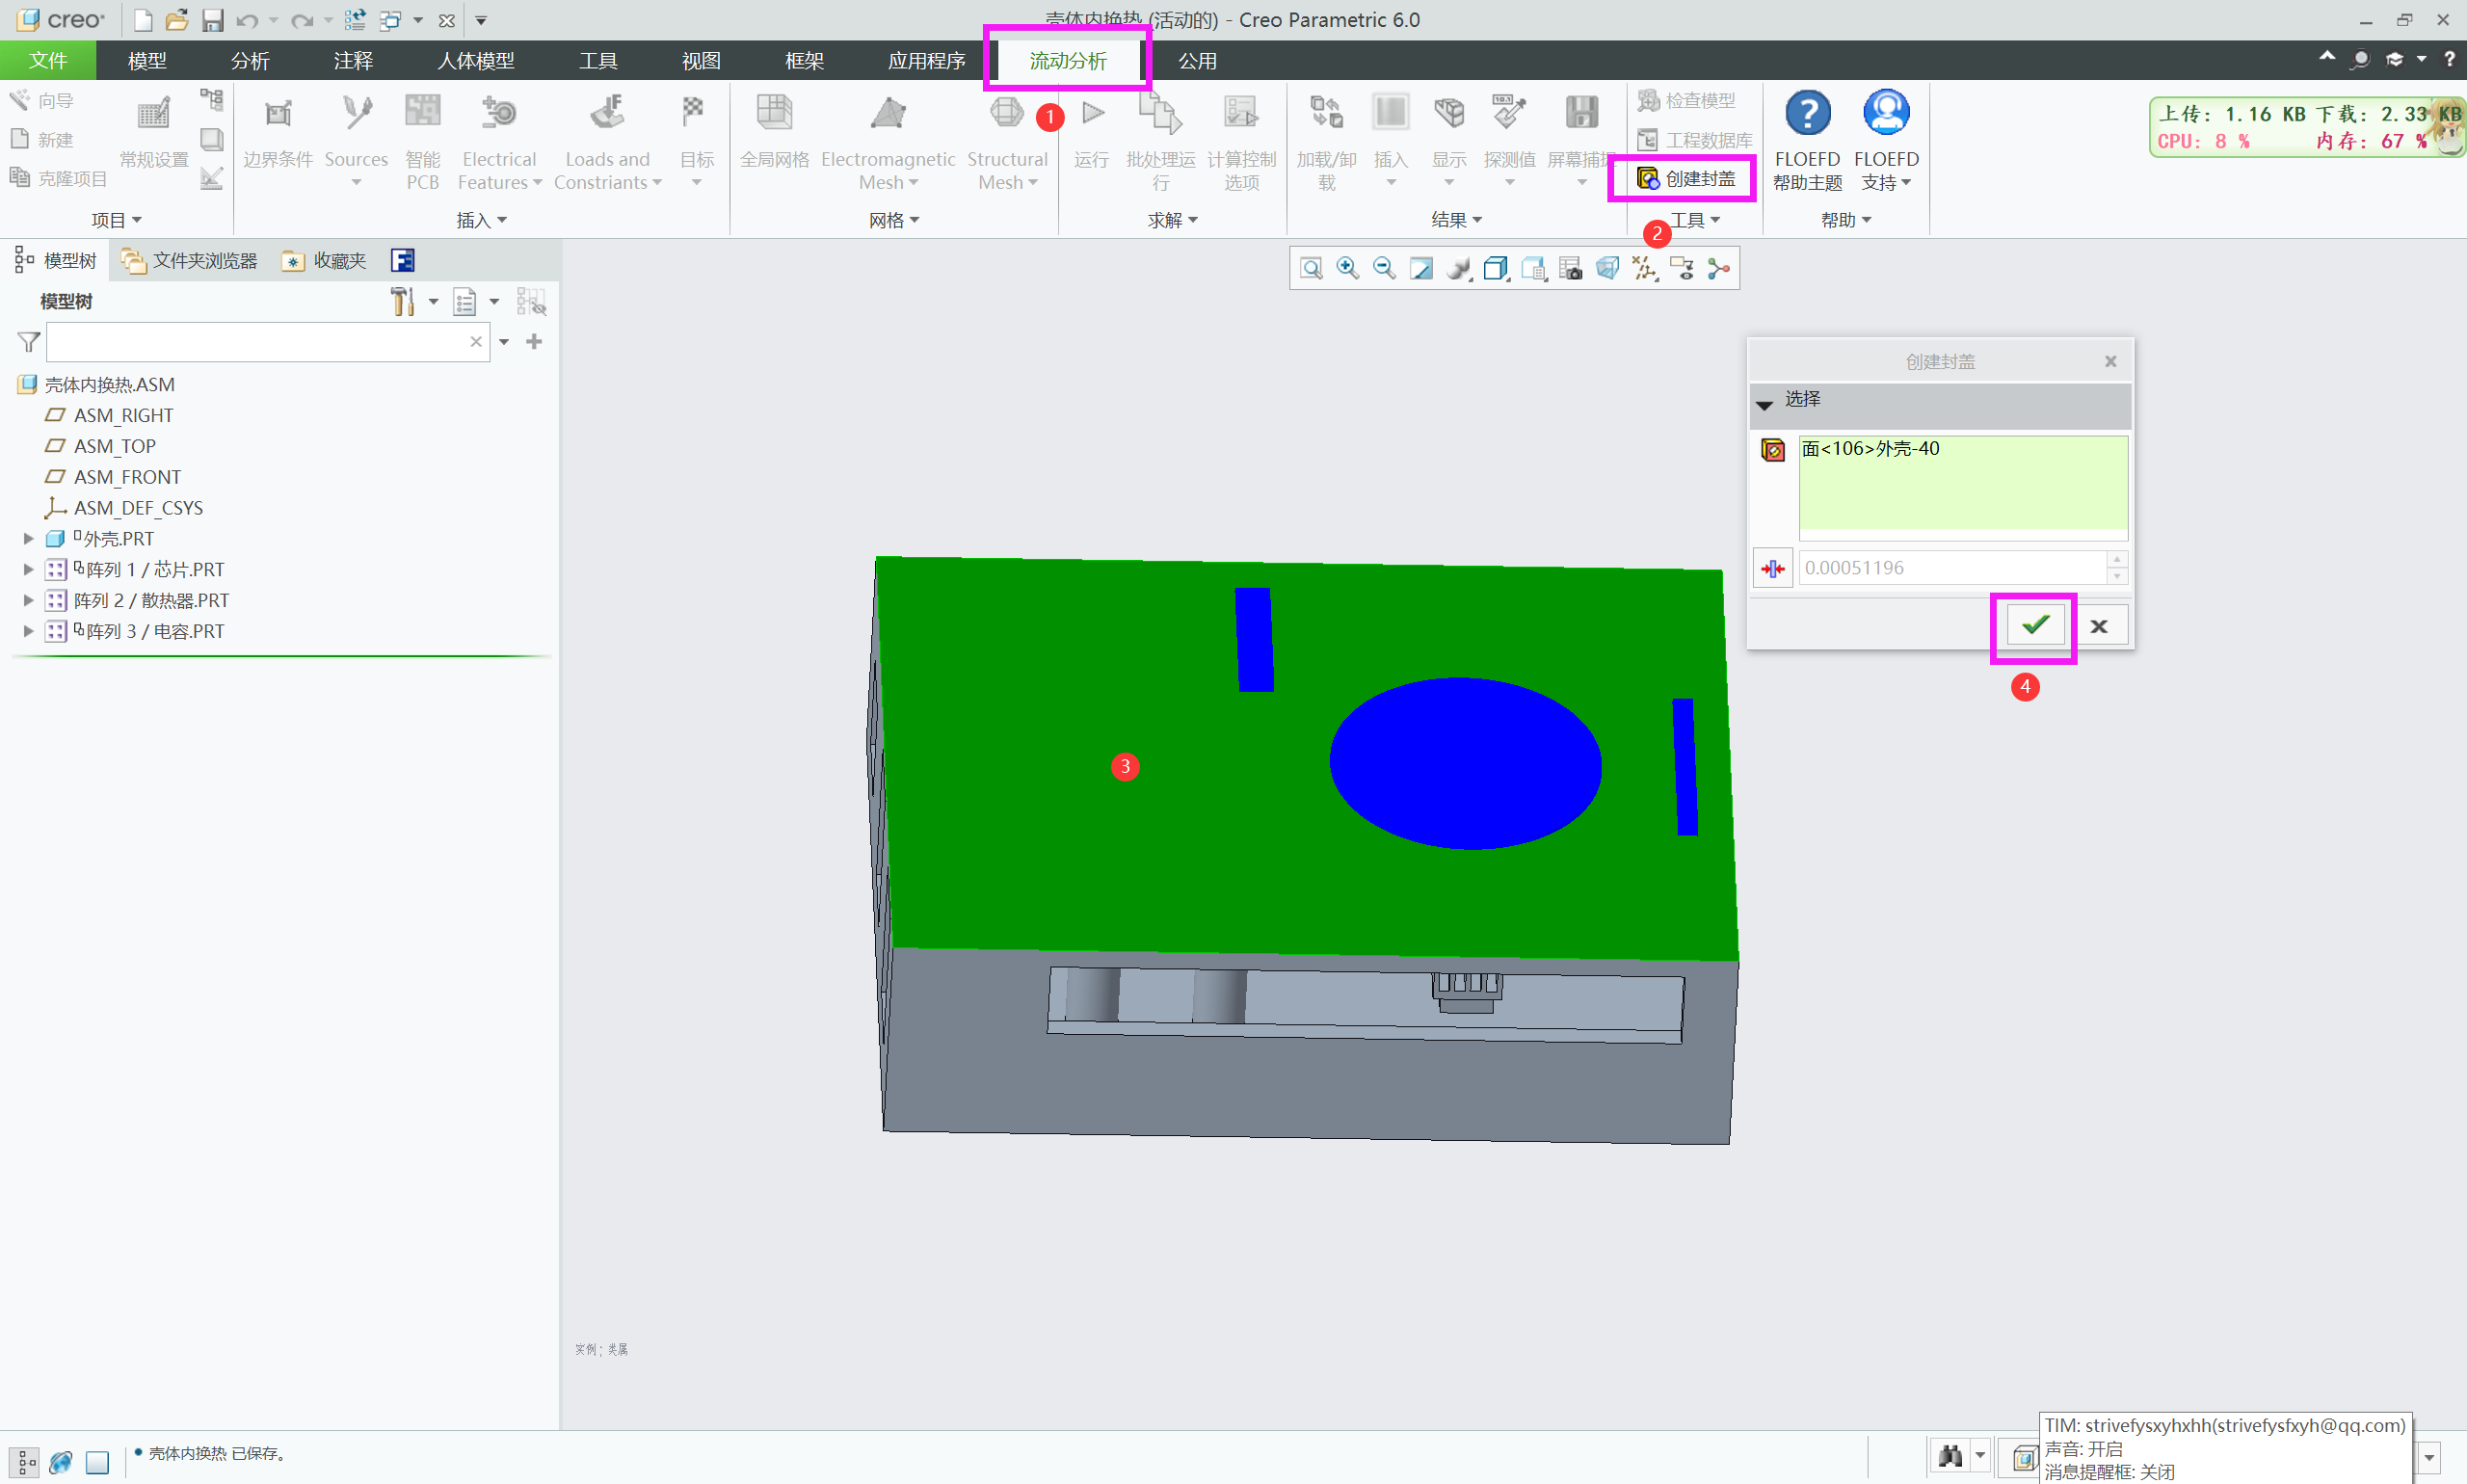 creo
壳体内换热 (活动的) - Creo Parametric 6.0
文件 模型 分析 注释 人体模型 工具 视图 框架 应用程序 流动分析 公用
向导
新建
克隆项目
常规设置
项目
边界条件
Sources
智能
PCB
Electrical
Features
Loads and
Constraints
目标
插入
全局网格
Electromagnetic
Mesh
Structural
Mesh
网格
运行
批处理运
行
计算控制
选项
求解
加载/卸
载
插入
显示
探测值
屏幕捕捉
结果
检查模型
工程数据库
创建封盖
工具
FLOEFD
帮助主题
FLOEFD
支持
帮助
上传: 1.16 KB 下载: 2.33 KB
CPU: 8 % 内存: 67 %
1
2
模型树 文件夹浏览器 收藏夹
模型树
壳体内换热.ASM
ASM_RIGHT
ASM_TOP
ASM_FRONT
ASM_DEF_CSYS
外壳.PRT
阵列 1 / 芯片.PRT
阵列 2 / 散热器.PRT
阵列 3 / 电容.PRT
创建封盖
选择
面<106>外壳-40
0.00051196
4
3
实例: 类属
壳体内换热 已保存。
TIM: strivefysxyhxhh(strivefysfxyh@qq.com)
声音: 开启
消息提醒框: 关闭